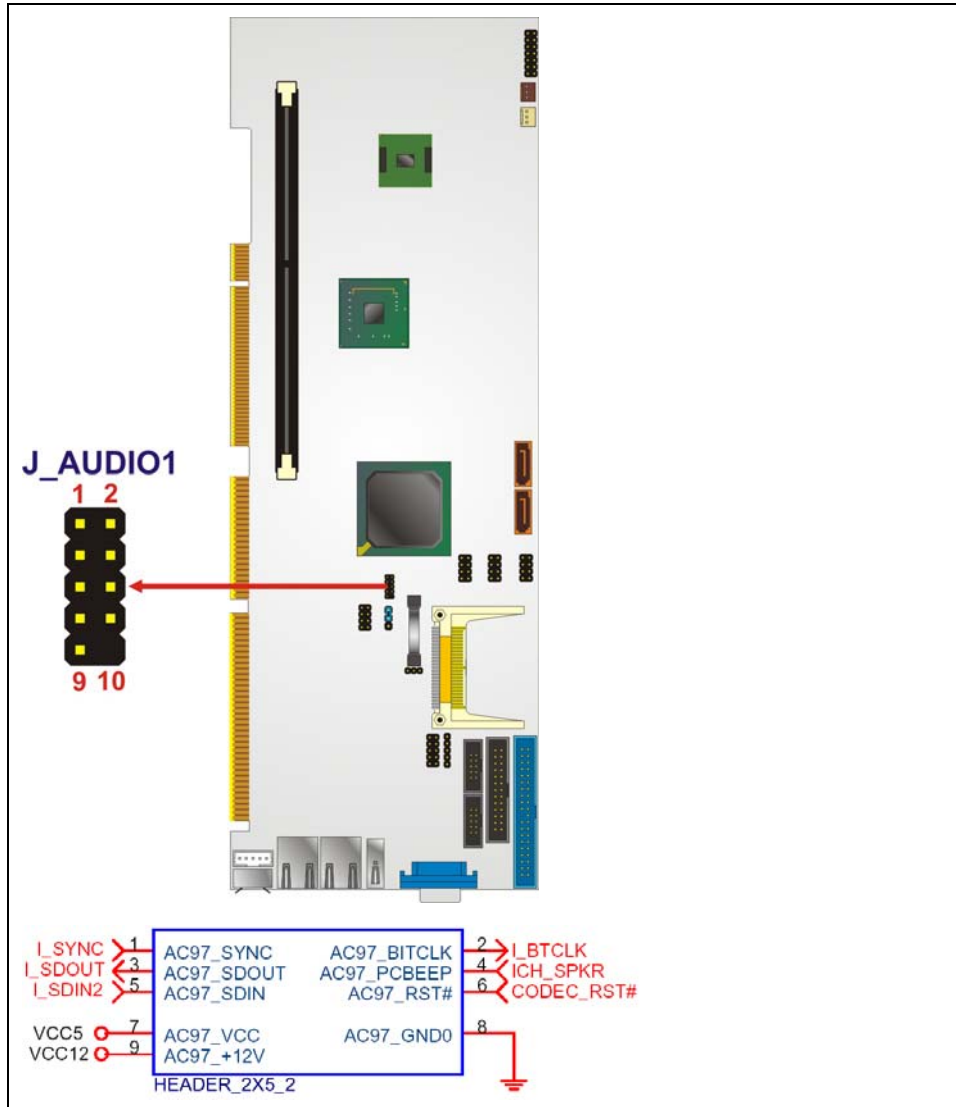 J_AUDIO1
1 2
9 10
I_SYNC 1 AC97_SYNC AC97_BITCLK 2 I_BTCLK
I_SDOUT 3 AC97_SDOUT AC97_PCBEEP 4 ICH_SPKR
I_SDIN2 5 AC97_SDIN AC97_RST# 6 CODEC_RST#
VCC5 7 AC97_VCC AC97_GND0 8
VCC12 9 AC97_+12V
HEADER_2X5_2